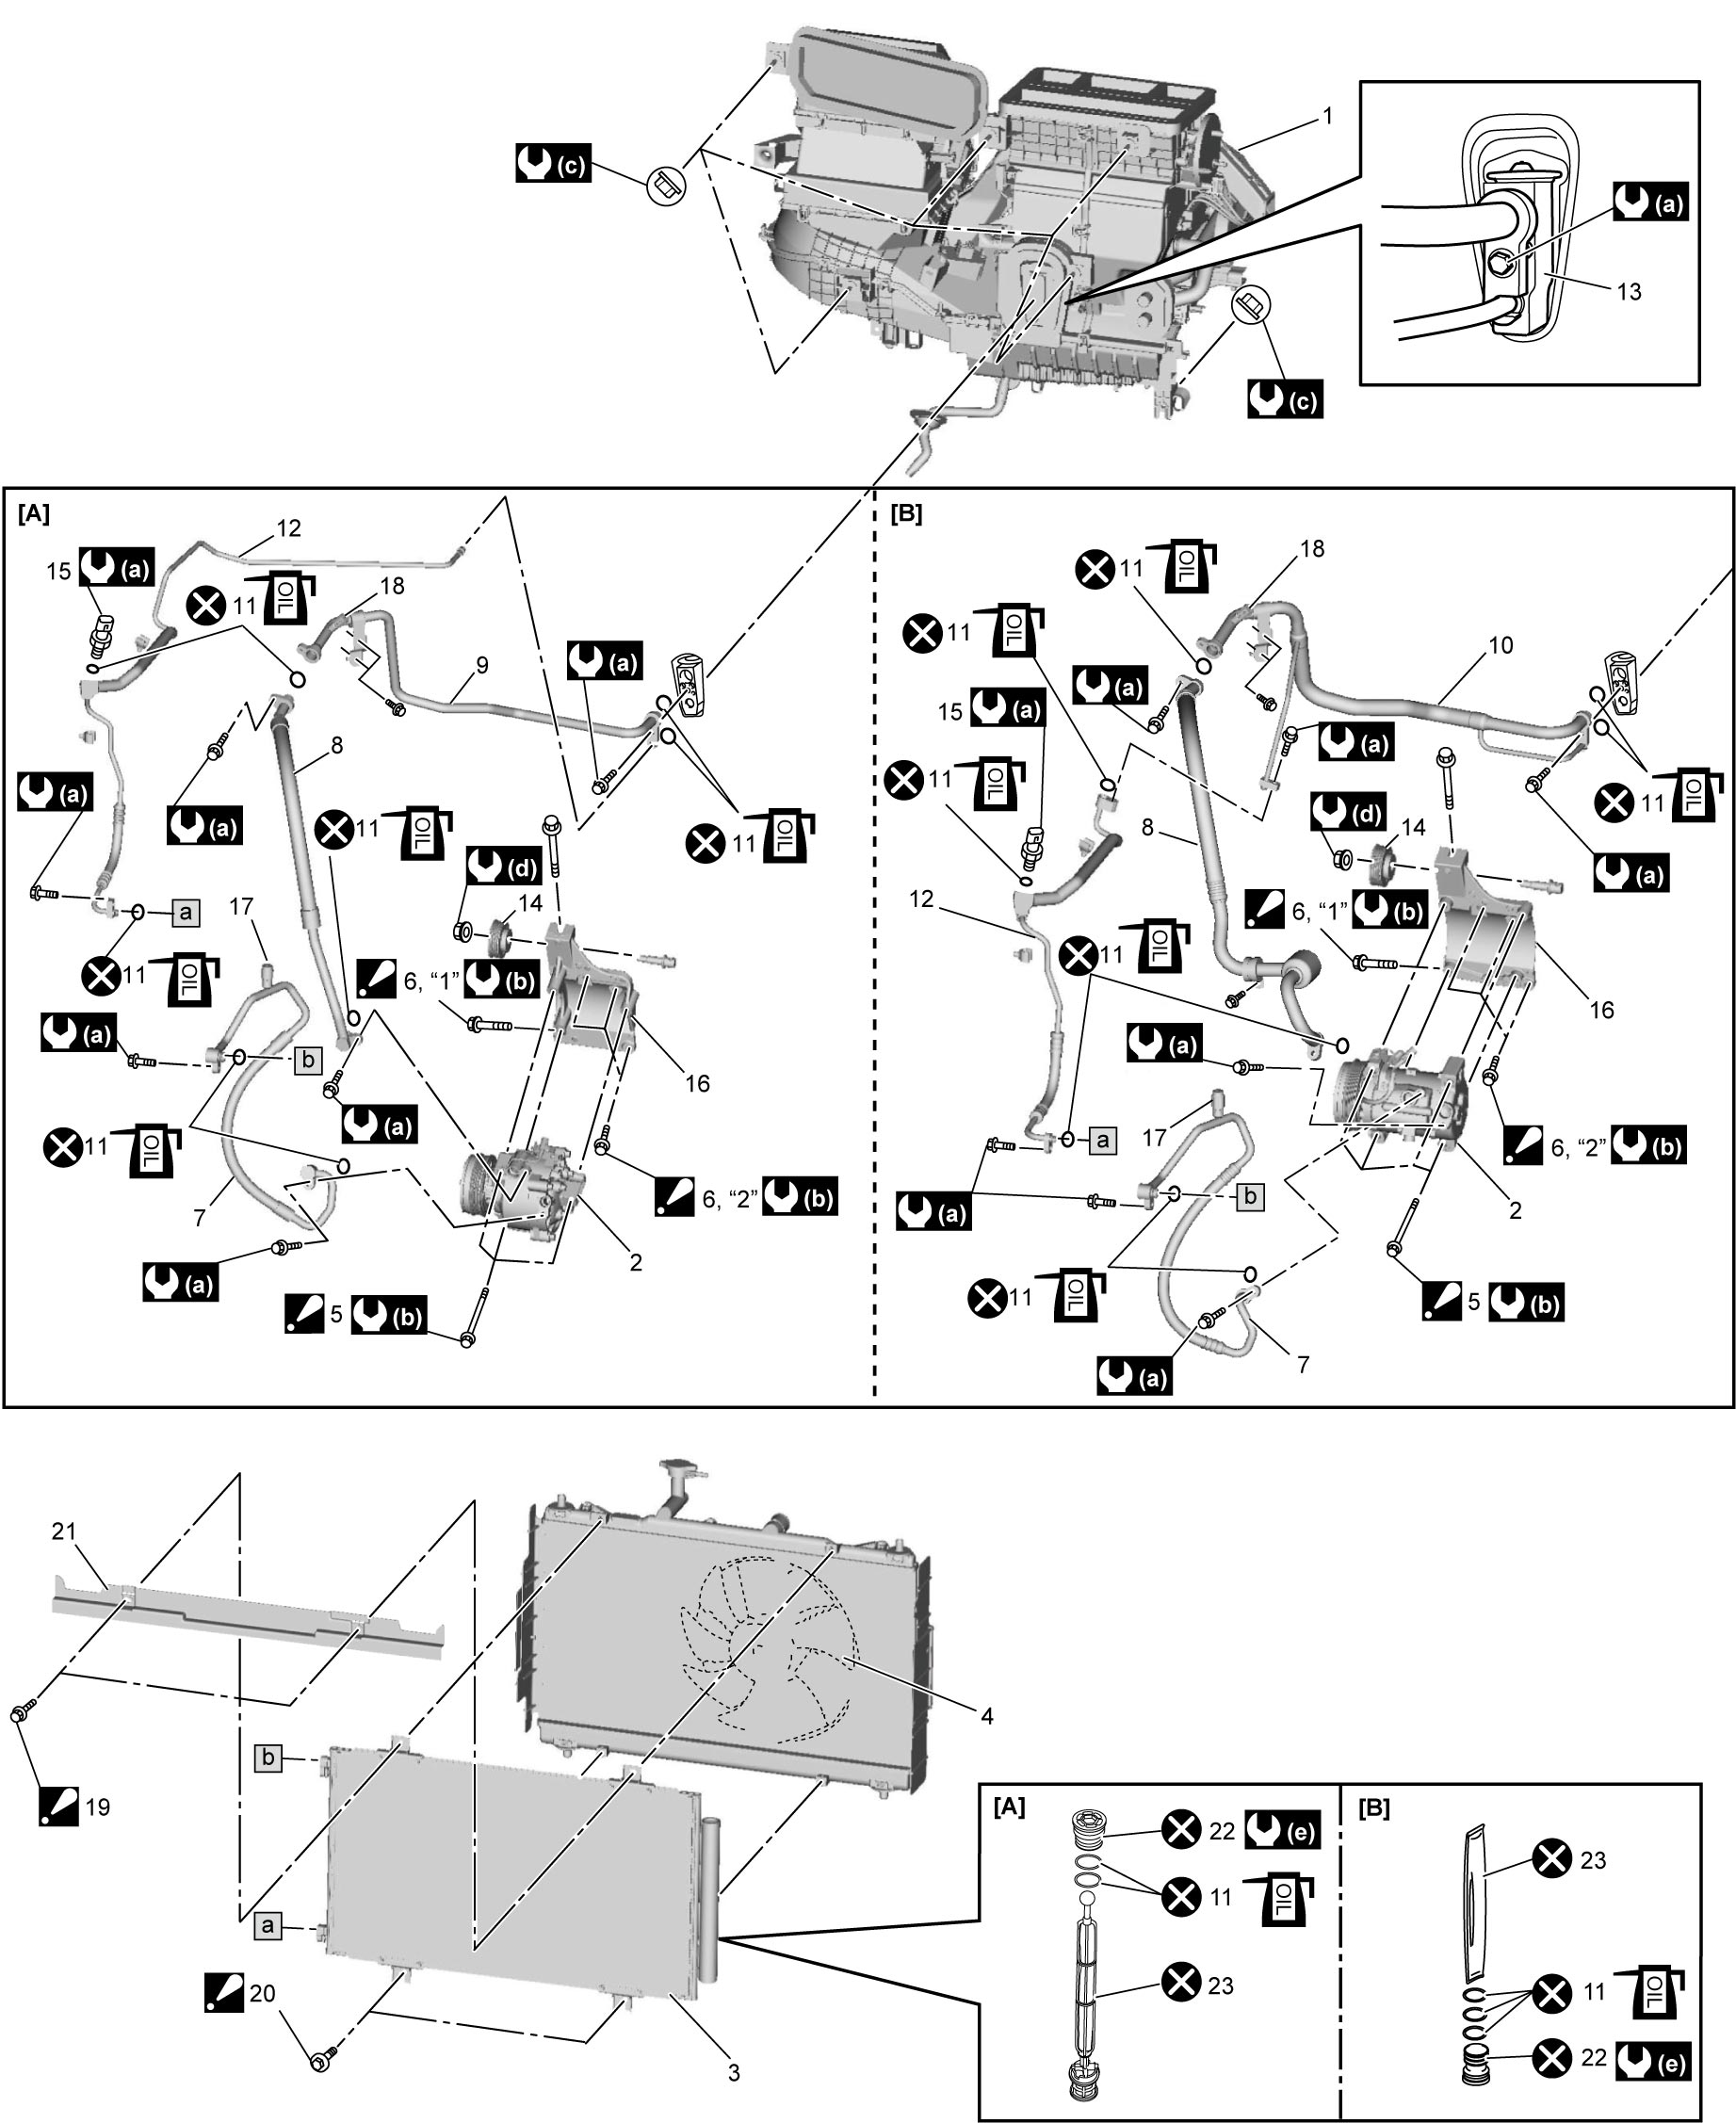 1
(c)
(a)
13
(c)
[A]
12
15 (a)
11 OIL
18
9
(a)
8
(a)
(a)
11 OIL
11 OIL
(d)
14
17
a
11 OIL
6, “1” (b)
(a)
b
16
(a)
11 OIL
7
6, “2” (b)
2
(a)
5 (b)
[B]
11 OIL
18
11 OIL
10
(a)
15 (a)
(a)
11 OIL
11 OIL
(d)
14
8
(a)
12
6, “1” (b)
11 OIL
16
(a)
17
a
6, “2” (b)
b
2
(a)
11 OIL
5 (b)
7
(a)
21
4
b
19
a
20
3
[A]
22 (e)
11 OIL
23
[B]
23
11 OIL
22 (e)